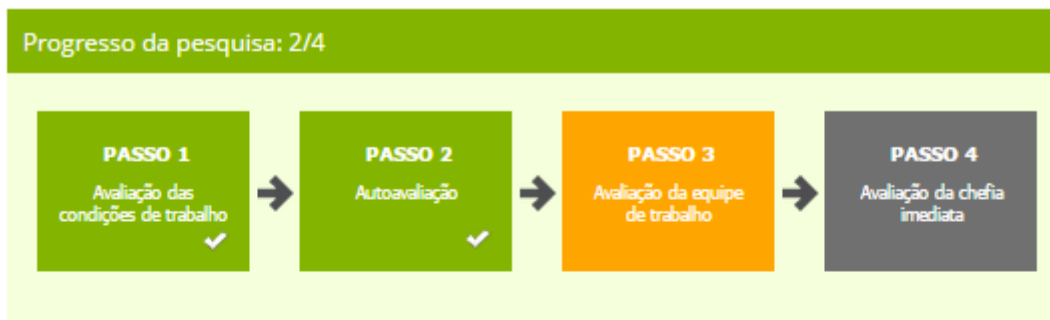 Progresso da pesquisa: 2/4
PASSO 1
Avaliação das
condições de trabalho
PASSO 2
Autoavaliação
PASSO 3
Avaliação da equipe
de trabalho
PASSO 4
Avaliação da chefia
imediata